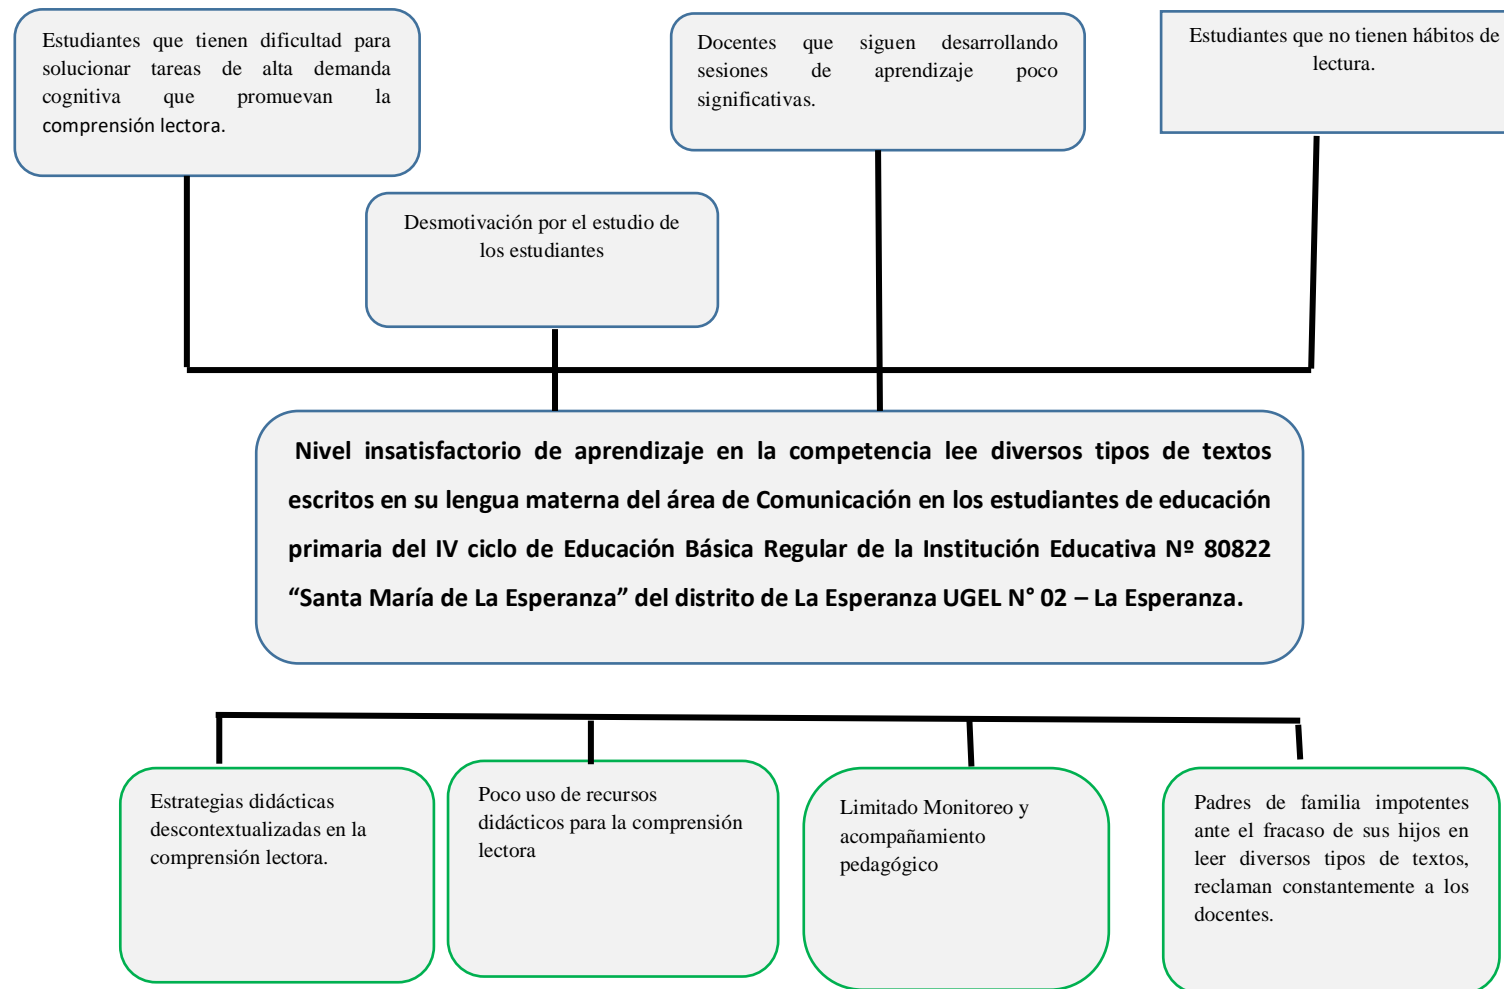 Estudiantes que tienen dificultad para
solucionar tareas de alta demanda
cognitiva que promuevan la
comprensión lectora.
Docentes que siguen desarrollando
sesiones de aprendizaje poco
significativas.
Estudiantes que no tienen hábitos de
lectura.
Desmotivación por el estudio de
los estudiantes
Nivel insatisfactorio de aprendizaje en la competencia lee diversos tipos de textos
escritos en su lengua materna del área de Comunicación en los estudiantes de educación
primaria del IV ciclo de Educación Básica Regular de la Institución Educativa Nº 80822
“Santa María de La Esperanza” del distrito de La Esperanza UGEL N° 02 – La Esperanza.
Estrategias didácticas
descontextualizadas en la
comprensión lectora.
Poco uso de recursos
didácticos para la comprensión
lectora
Limitado Monitoreo y
acompañamiento
pedagógico
Padres de familia impotentes
ante el fracaso de sus hijos en
leer diversos tipos de textos,
reclaman constantemente a los
docentes.